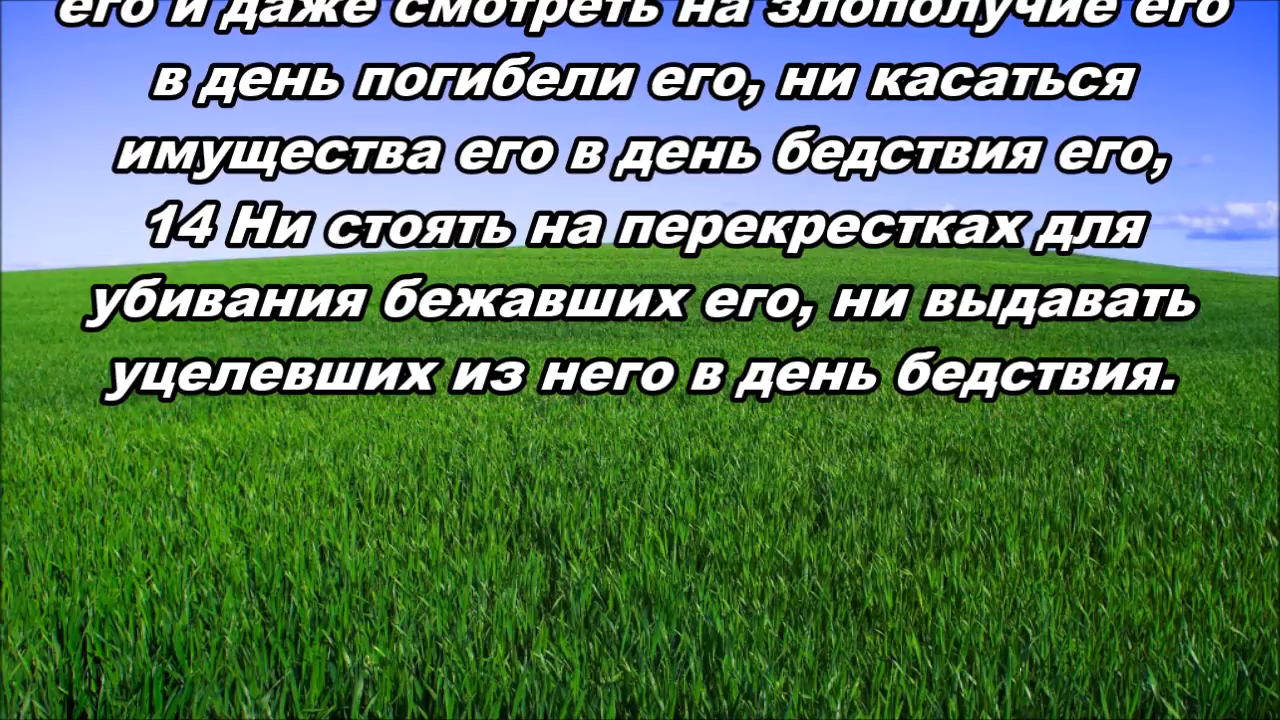 его и даже смотреть на злополучие его
в день погибели его, ни касаться
имущества его в день бедствия его,
14 Ни стоять на перекрестках для
убивания бежавших его, ни выдавать
уцелевших из него в день бедствия.